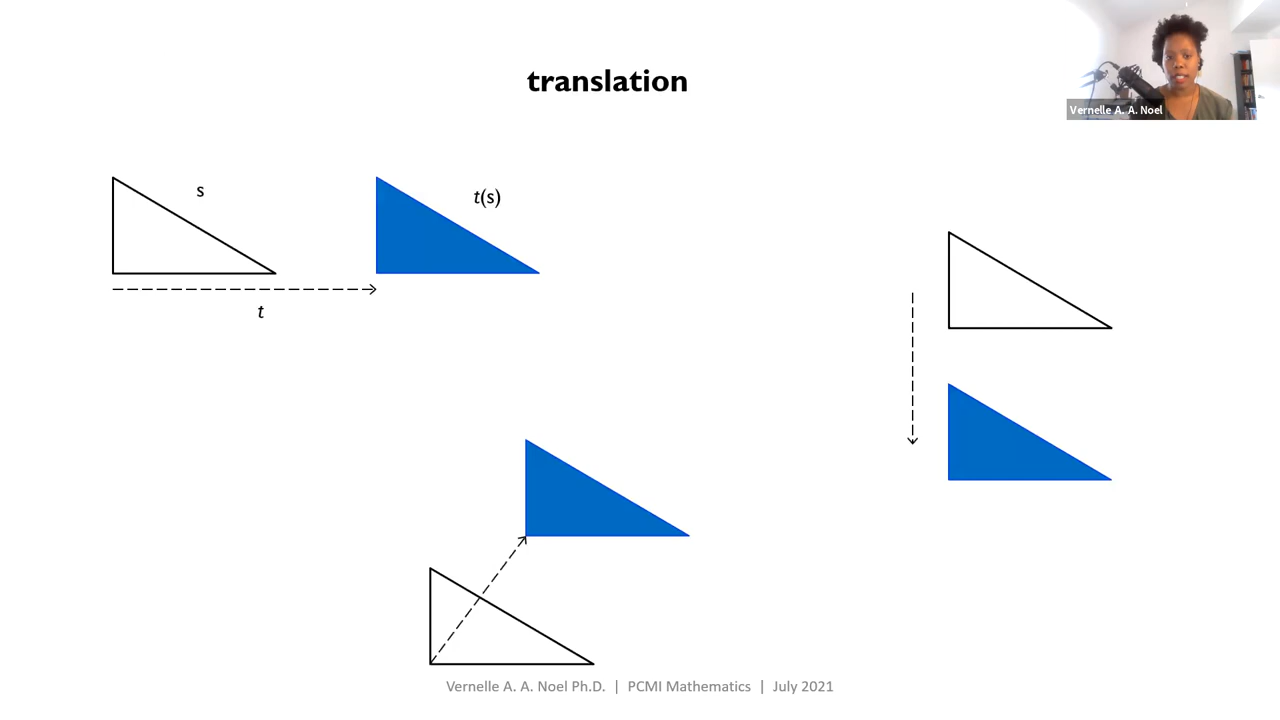 translation
Vernelle A. A. Noel
s
t(s)
t
Vernelle A. A. Noel Ph.D. | PCMI Mathematics | July 2021